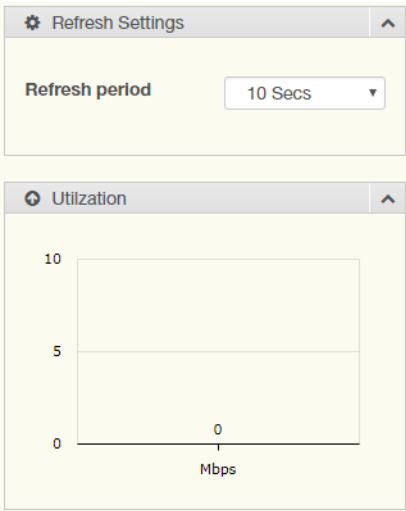 Refresh Settings
Refresh period 10 Secs
Utilzation
10
5
0
0
Mbps